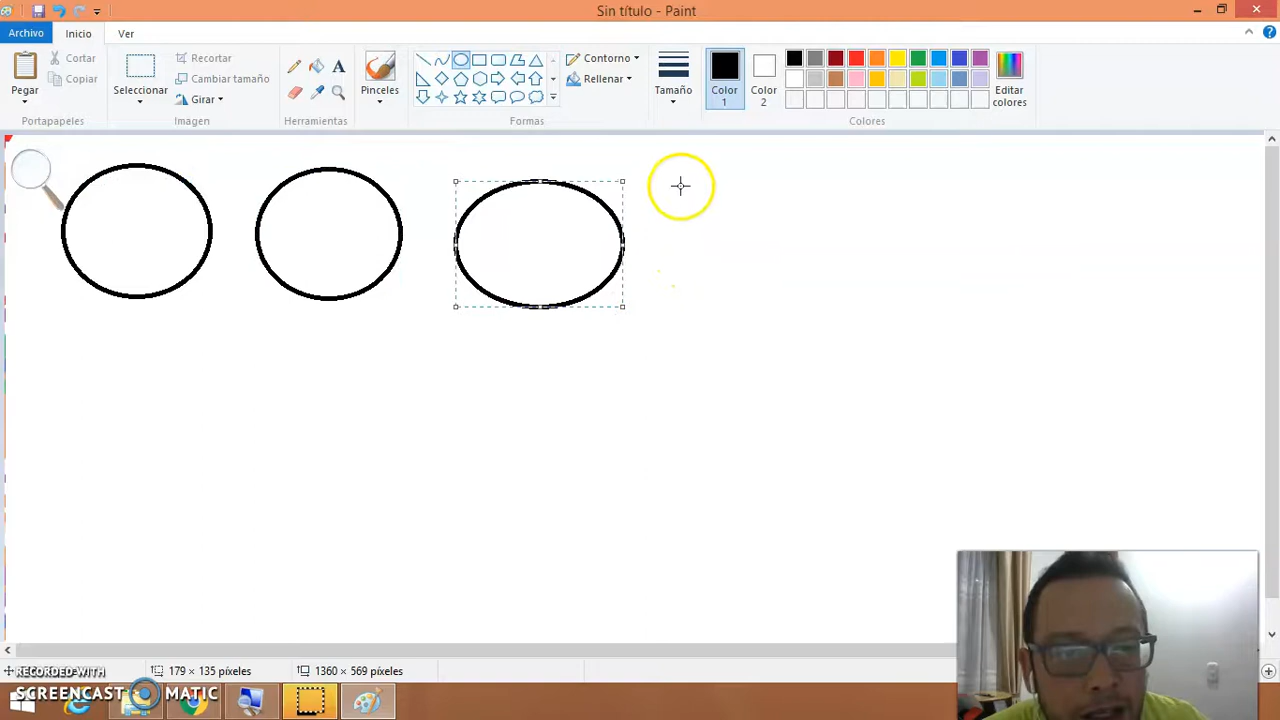 Sin título - Paint
Archivo Inicio Ver
Pegar
Cortar
Copiar
Portapapeles
Seleccionar
Recortar
Cambiar tamaño
Girar
Imagen
A
Herramientas
Pinceles
Contorno
Rellenar
Formas
Tamaño
Color 1
Color 2
Editar colores
Colores
179 × 135 píxeles
1360 × 569 píxeles
RECORDED WITH
SCREENCAST MATIC